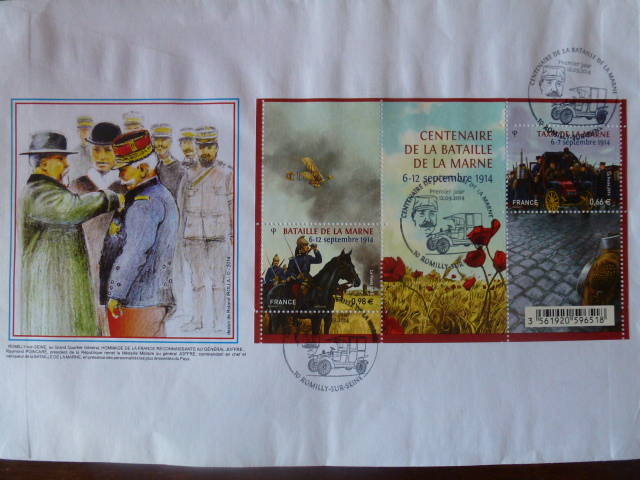 dessin de Roland IROLLA. © 2014
ROMILLY-sur-SEINE, au Grand Quartier Général, HOMMAGE DE LA FRANCE RECONNAISSANTE AU GÉNÉRAL JOFFRE,
Raymond POINCARÉ, président de la République remet la Médaille Militaire au général JOFFRE, commandant en chef et
vainqueur de la BATAILLE DE LA MARNE, en présence des personnalités les plus éminentes du Pays.
CENTENAIRE
DE LA BATAILLE
DE LA MARNE
6-12 septembre 1914
BATAILLE DE LA MARNE
6-12 septembre 1914
FRANCE
0,98 €
TAXIS DE LA MARNE
6-7 septembre 1914
FRANCE
0,66 €
3 561920 596518
CENTENAIRE DE LA BATAILLE DE LA MARNE
Premier jour
12.09.2014
10 ROMILLY-SUR-SEINE
CENTENAIRE DE LA BATAILLE DE LA MARNE
Premier jour
12.09.2014
10 ROMILLY-SUR-
10 ROMILLY-SUR-SEINE